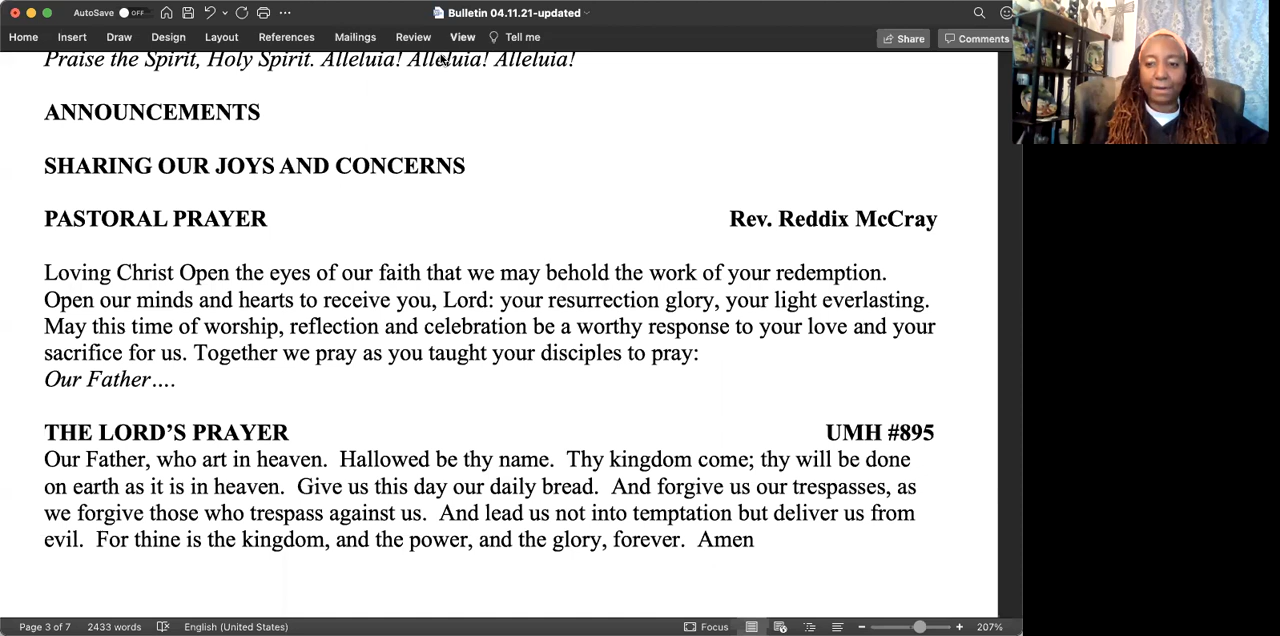 AutoSave OFF
Bulletin 04.11.21-updated
Home Insert Draw Design Layout References Mailings Review View Tell me Share Comments
Praise the Spirit, Holy Spirit. Alleluia! Alleluia! Alleluia!
ANNOUNCEMENTS
SHARING OUR JOYS AND CONCERNS
PASTORAL PRAYER Rev. Reddix McCray
Loving Christ Open the eyes of our faith that we may behold the work of your redemption.
Open our minds and hearts to receive you, Lord: your resurrection glory, your light everlasting.
May this time of worship, reflection and celebration be a worthy response to your love and your
sacrifice for us. Together we pray as you taught your disciples to pray:
Our Father….
THE LORD’S PRAYER UMH #895
Our Father, who art in heaven.  Hallowed be thy name.  Thy kingdom come; thy will be done
on earth as it is in heaven.  Give us this day our daily bread.  And forgive us our trespasses, as
we forgive those who trespass against us.  And lead us not into temptation but deliver us from
evil.  For thine is the kingdom, and the power, and the glory, forever.  Amen
Page 3 of 7 2433 words English (United States) Focus 207%